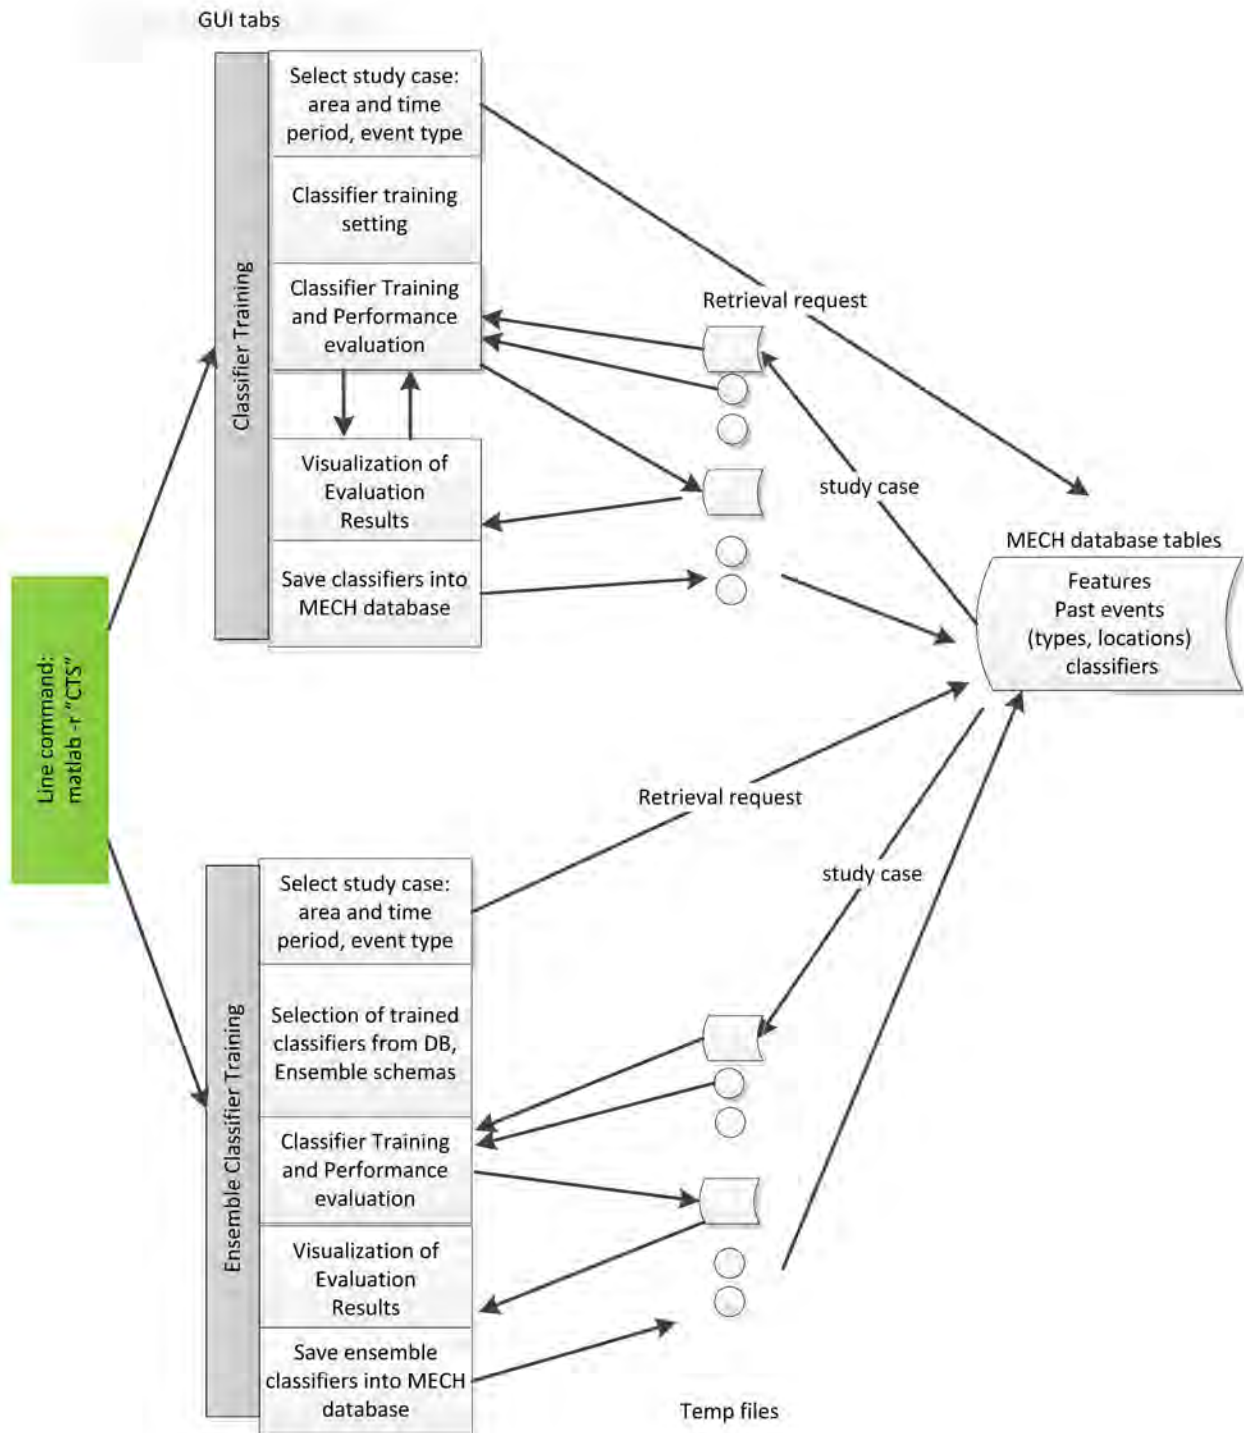 GUI tabs
Select study case:
area and time
period, event type
Classifier training
setting
Classifier Training
and Performance
evaluation
Visualization of
Evaluation
Results
Save classifiers into
MECH database
Classifier Training
Retrieval request
study case
MECH database tables
Features
Past events
(types, locations)
classifiers
Line command:
matlab -r “CTS”
Retrieval request
study case
Select study case:
area and time
period, event type
Selection of trained
classifiers from DB,
Ensemble schemas
Classifier Training
and Performance
evaluation
Visualization of
Evaluation
Results
Save ensemble
classifiers into MECH
database
Ensemble Classifier Training
Temp files